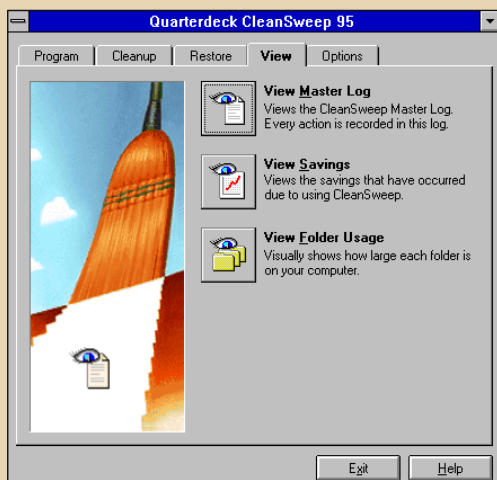 Quarterdeck CleanSweep 95
Program Cleanup Restore View Options
View Master Log
Views the CleanSweep Master Log.
Every action is recorded in this log.
View Savings
Views the savings that have occurred
due to using CleanSweep.
View Folder Usage
Visually shows how large each folder is
on your computer.
Exit Help